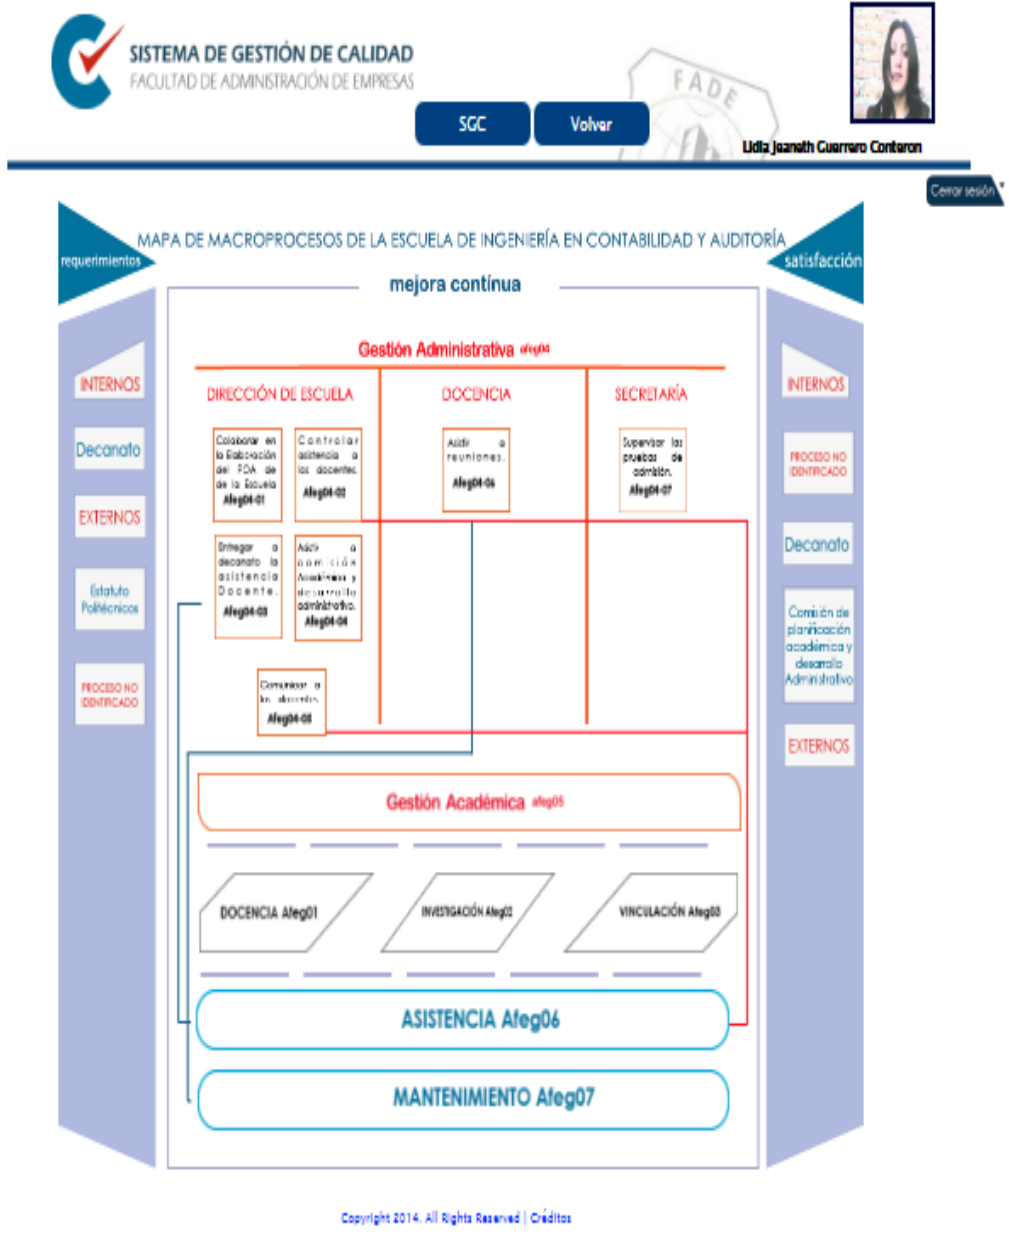 SISTEMA DE GESTIÓN DE CALIDAD
FACULTAD DE ADMINISTRACIÓN DE EMPRESAS
SGC
Volver
FADE
Lidia Jeaneth Guerrero Conteron
Cerrar sesión
MAPA DE MACROPROCESOS DE LA ESCUELA DE INGENIERÍA EN CONTABILIDAD Y AUDITORÍA
requerimientos
satisfacción
mejora contínua
Gestión Administrativa afeg04
DIRECCIÓN DE ESCUELA
DOCENCIA
SECRETARÍA
INTERNOS
Decanato
EXTERNOS
Estatuto
Politécnicos
PROCESO NO
IDENTIFICADO
Colaborar en
la Elaboración
del POA de
de la Escuela
Afeg04-01
Controlar
asistencia a
los docentes.
Afeg04-02
Asistir a
reuniones.
Afeg04-06
Supervisar las
pruebas de
admisión.
Afeg04-07
Entregar a
decanato la
asistencia
Docente.
Afeg04-03
Asistir a
comisión
Académica y
desarrollo
administrativo.
Afeg04-04
Comunicar a
los docentes
Afeg04-05
INTERNOS
PROCESO NO
IDENTIFICADO
Decanato
Comisión de
planificación
académica y
desarrollo
Administrativo
EXTERNOS
Gestión Académica afeg05
DOCENCIA Afeg01
INVESTIGACIÓN Afeg02
VINCULACIÓN Afeg03
ASISTENCIA Afeg06
MANTENIMIENTO Afeg07
Copyright 2014. All Rights Reserved | Créditos